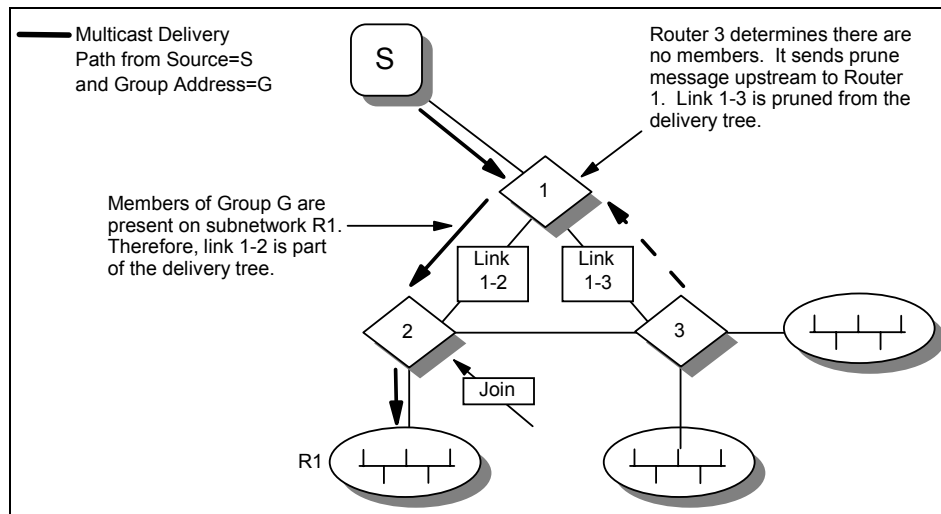 Multicast Delivery
Path from Source=S
and Group Address=G
S
Router 3 determines there are
no members.  It sends prune
message upstream to Router
1.  Link 1-3 is pruned from the
delivery tree.
1
Members of Group G are
present on subnetwork R1.
Therefore, link 1-2 is part
of the delivery tree.
Link
1-2
Link
1-3
2
3
Join
R1